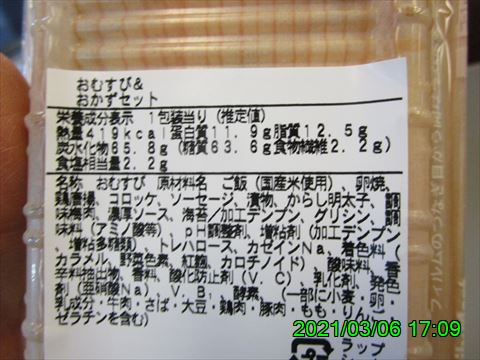 おむすび&
おかずセット
栄養成分表示 1包装当り (推定値)
熱量419kcal蛋白質11.9g脂質12.5g
炭水化物65.8g(糖質63.6g食物繊維2.2g)
食塩相当量2.2g
名称 おむすび 原材料名 ご飯(国産米使用)、卵焼、
鶏唐揚、コロッケ、ソーセージ、漬物、からし明太子、
味梅肉、濃厚ソース、海苔/加工デンプン、グリシン、
味料(アミノ酸等)、pH調整剤、増粘剤(加工デンプン
、増粘多糖類)、トレハロース、カゼインNa、着色料(
カラメル、野菜色素、紅麹、カロチノイド)、酸味料、香
辛料抽出物、香料、酸化防止剤(V.C)、乳化剤、発色
剤(亜硝酸Na)、V.B、酵素、(一部に小麦・卵・
乳成分・牛肉・さば・大豆・鶏肉・豚肉・もも・りんご・
ゼラチンを含む)
ラップ
2021/03/06 17:09